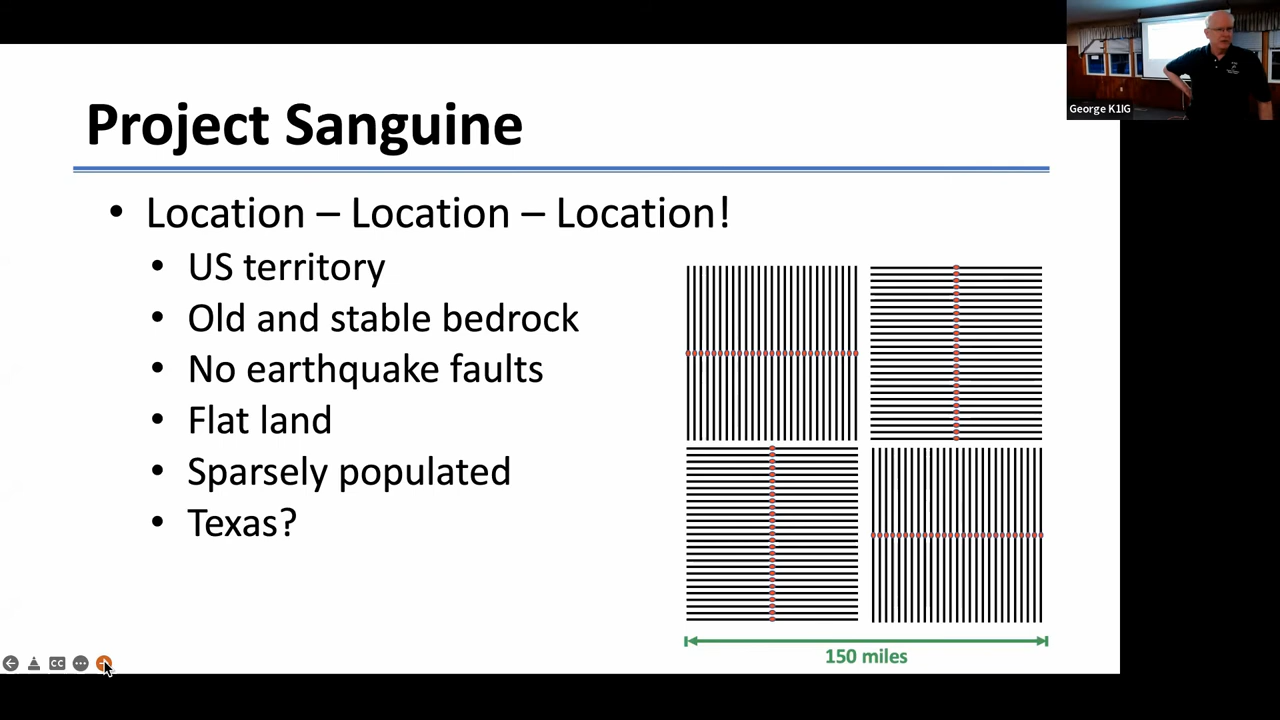 Project Sanguine
• Location – Location – Location!
• US territory
• Old and stable bedrock
• No earthquake faults
• Flat land
• Sparsely populated
• Texas?
150 miles
George K1IG
CC